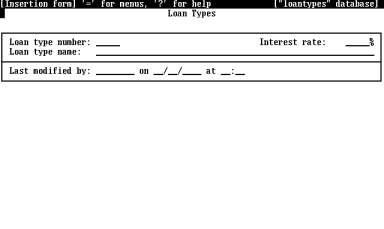 [Insertion form] '=' for menus, '?' for help ["loantypes" database]
Loan Types
Loan type number: _____ Interest rate: _____%
Loan type name: 
Last modified by: ________ on __/__/____ at __:__